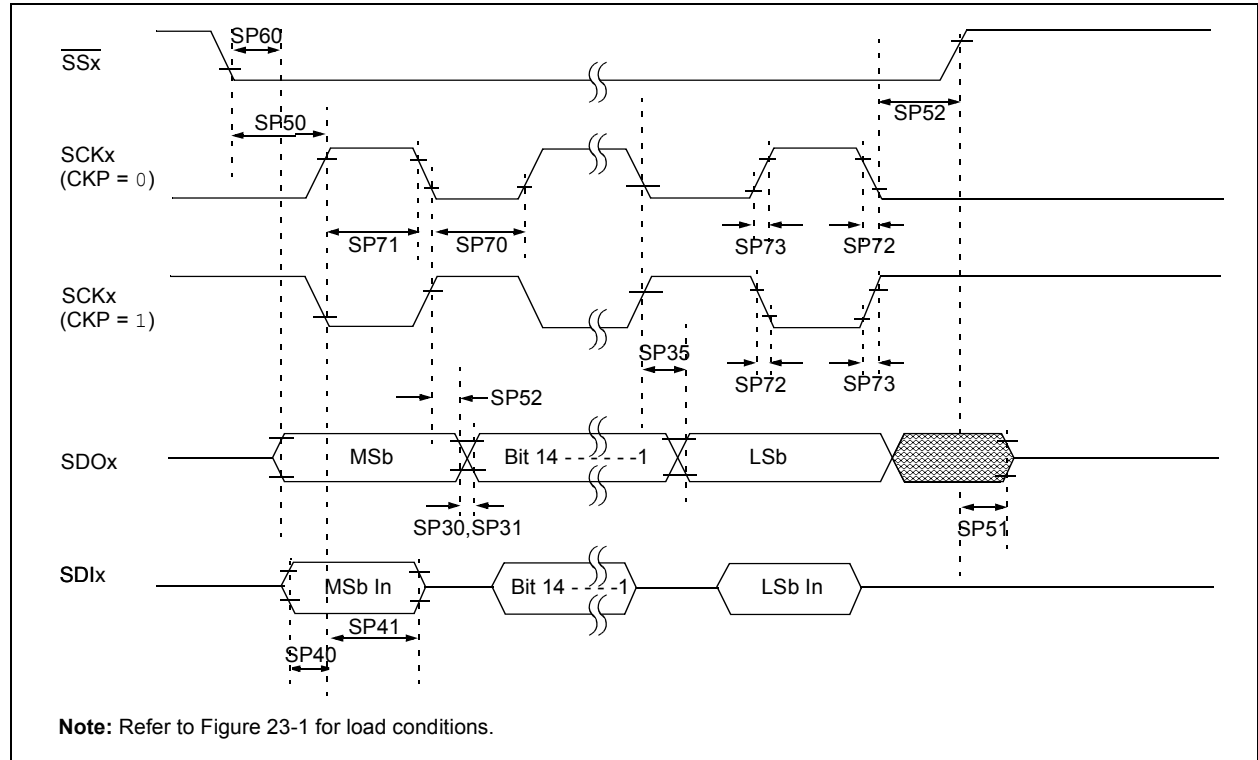 SP60
SSx
SP52
SP50
SCKx
(CKP = 0)
SP71
SP70
SP73
SP72
SCKx
(CKP = 1)
SP35
SP72
SP73
SP52
SDOx
MSb
Bit 14 - - - - - -1
LSb
SP30,SP31
SP51
SDIx
MSb In
Bit 14 - - - -1
LSb In
SP41
SP40
Note: Refer to Figure 23-1 for load conditions.